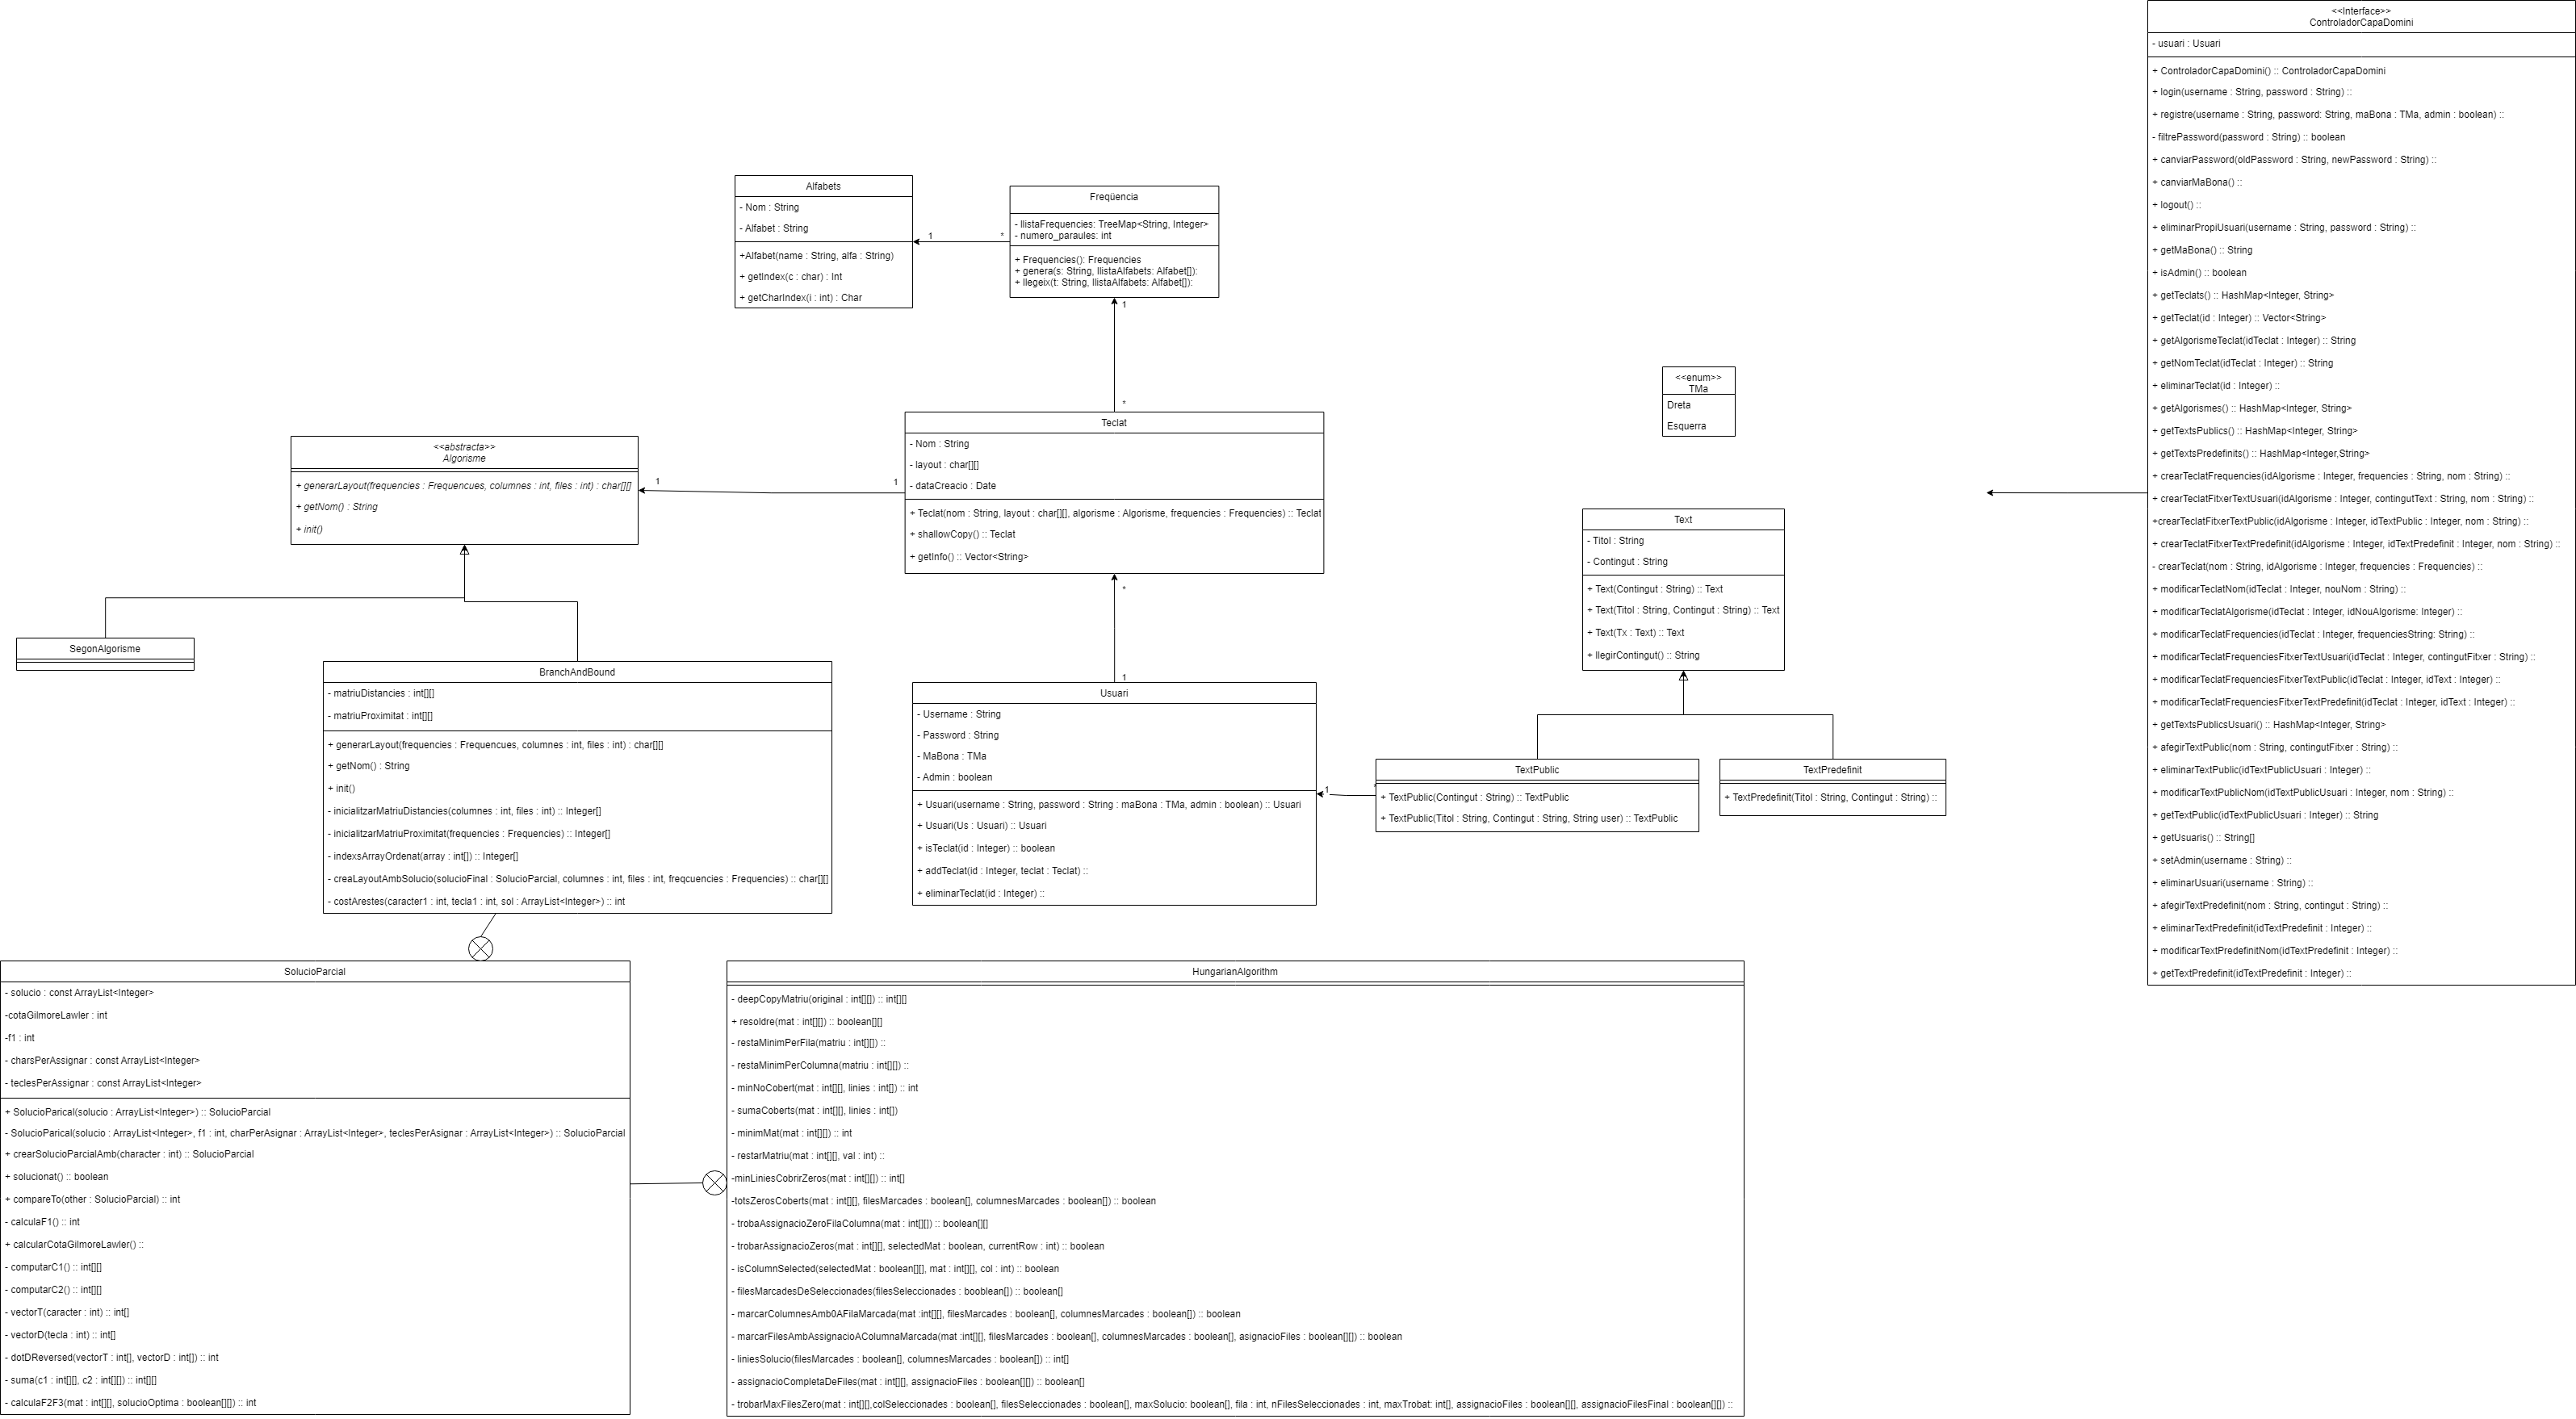 <<Interface>>
ControladorCapaDomini
- usuari : Usuari
+ ControladorCapaDomini() :: ControladorCapaDomini
+ login(username : String, password : String) ::
+ registre(username : String, password: String, maBona : TMa, admin : boolean) ::
- filtrePassword(password : String) :: boolean
+ canviarPassword(oldPassword : String, newPassword : String) ::
+ canviarMaBona() ::
+ logout() ::
+ eliminarPropiUsuari(username : String, password : String) ::
+ getMaBona() :: String
+ isAdmin() :: boolean
+ getTeclats() :: HashMap<Integer, String>
+ getTeclat(id : Integer) :: Vector<String>
+ getAlgorismeTeclat(idTeclat : Integer) :: String
+ getNomTeclat(idTeclat : Integer) :: String
+ eliminarTeclat(id : Integer) ::
+ getAlgorismes() :: HashMap<Integer, String>
+ getTextsPublics() :: HashMap<Integer, String>
+ getTextsPredefinits() :: HashMap<Integer,String>
+ crearTeclatFrequencies(idAlgorisme : Integer, frequencies : String, nom : String) ::
+ crearTeclatFitxerTextUsuari(idAlgorisme : Integer, contingutText : String, nom : String) ::
+crearTeclatFitxerTextPublic(idAlgorisme : Integer, idTextPublic : Integer, nom : String) ::
+ crearTeclatFitxerTextPredefinit(idAlgorisme : Integer, idTextPredefinit : Integer, nom : String) ::
- crearTeclat(nom : String, idAlgorisme : Integer, frequencies : Frequencies) ::
+ modificarTeclatNom(idTeclat : Integer, nouNom : String) ::
+ modificarTeclatAlgorisme(idTeclat : Integer, idNouAlgorisme: Integer) ::
+ modificarTeclatFrequencies(idTeclat : Integer, frequenciesString: String) ::
+ modificarTeclatFrequenciesFitxerTextUsuari(idTeclat : Integer, contingutFitxer : String) ::
+ modificarTeclatFrequenciesFitxerTextPublic(idTeclat : Integer, idText : Integer) ::
+ modificarTeclatFrequenciesFitxerTextPredefinit(idTeclat : Integer, idText : Integer) ::
+ getTextsPublicsUsuari() :: HashMap<Integer, String>
+ afegirTextPublic(nom : String, contingutFitxer : String) ::
+ eliminarTextPublic(idTextPublicUsuari : Integer) ::
+ modificarTextPublicNom(idTextPublicUsuari : Integer, nom : String) ::
+ getTextPublic(idTextPublicUsuari : Integer) :: String
+ getUsuaris() :: String[]
+ setAdmin(username : String) ::
+ eliminarUsuari(username : String) ::
+ afegirTextPredefinit(nom : String, contingut : String) ::
+ eliminarTextPredefinit(idTextPredefinit : Integer) ::
+ modificarTextPredefinitNom(idTextPredefinit : Integer) ::
+ getTextPredefinit(idTextPredefinit : Integer) ::
Alfabets
- Nom : String
- Alfabet : String
+Alfabet(name : String, alfa : String)
+ getIndex(c : char) : Int
+ getCharIndex(i : int) : Char
1
*
Freqüencia
- llistaFrequencies: TreeMap<String, Integer>
- numero_paraules: int
+ Frequencies(): Frequencies
+ genera(s: String, llistaAlfabets: Alfabet[]):
+ llegeix(t: String, llistaAlfabets: Alfabet[]):
1
*
<<enum>>
TMa
Dreta
Esquerra
<<abstracta>>
Algorisme
+ generarLayout(frequencies : Frequencues, columnes : int, files : int) : char[][]
+ getNom() : String
+ init()
1
1
Teclat
- Nom : String
- layout : char[][]
- dataCreacio : Date
+ Teclat(nom : String, layout : char[][], algorisme : Algorisme, frequencies : Frequencies) :: Teclat
+ shallowCopy() :: Teclat
+ getInfo() :: Vector<String>
*
1
Text
- Titol : String
- Contingut : String
+ Text(Contingut : String) :: Text
+ Text(Titol : String, Contingut : String) :: Text
+ Text(Tx : Text) :: Text
+ llegirContingut() :: String
SegonAlgorisme
BranchAndBound
- matriuDistancies : int[][]
- matriuProximitat : int[][]
+ generarLayout(frequencies : Frequencues, columnes : int, files : int) : char[][]
+ getNom() : String
+ init()
- inicialitzarMatriuDistancies(columnes : int, files : int) :: Integer[]
- inicialitzarMatriuProximitat(frequencies : Frequencies) :: Integer[]
- indexsArrayOrdenat(array : int[]) :: Integer[]
- creaLayoutAmbSolucio(solucioFinal : SolucioParcial, columnes : int, files : int, freqcuencies : Frequencies) :: char[][]
- costArestes(caracter1 : int, tecla1 : int, sol : ArrayList<Integer>) :: int
Usuari
- Username : String
- Password : String
- MaBona : TMa
- Admin : boolean
+ Usuari(username : String, password : String : maBona : TMa, admin : boolean) :: Usuari
+ Usuari(Us : Usuari) :: Usuari
+ isTeclat(id : Integer) :: boolean
+ addTeclat(id : Integer, teclat : Teclat) ::
+ eliminarTeclat(id : Integer) ::
1
TextPublic
+ TextPublic(Contingut : String) :: TextPublic
+ TextPublic(Titol : String, Contingut : String, String user) :: TextPublic
TextPredefinit
+ TextPredefinit(Titol : String, Contingut : String) ::
SolucioParcial
- solucio : const ArrayList<Integer>
-cotaGilmoreLawler : int
-f1 : int
- charsPerAssignar : const ArrayList<Integer>
- teclesPerAssignar : const ArrayList<Integer>
+ SolucioParical(solucio : ArrayList<Integer>) :: SolucioParcial
- SolucioParical(solucio : ArrayList<Integer>, f1 : int, charPerAsignar : ArrayList<Integer>, teclesPerAsignar : ArrayList<Integer>) :: SolucioParcial
+ crearSolucioParcialAmb(character : int) :: SolucioParcial
+ solucionat() :: boolean
+ compareTo(other : SolucioParcial) :: int
- calculaF1() :: int
+ calcularCotaGilmoreLawler() ::
- computarC1() :: int[][]
- computarC2() :: int[][]
- vectorT(caracter : int) :: int[]
- vectorD(tecla : int) :: int[]
- dotDReversed(vectorT : int[], vectorD : int[]) :: int
- suma(c1 : int[][], c2 : int[][]) :: int[][]
- calculaF2F3(mat : int[][], solucioOptima : boolean[][]) :: int
HungarianAlgorithm
- deepCopyMatriu(original : int[][]) :: int[][]
+ resoldre(mat : int[][]) :: boolean[][]
- restaMinimPerFila(matriu : int[][]) ::
- restaMinimPerColumna(matriu : int[][]) ::
- minNoCobert(mat : int[][], linies : int[]) :: int
- sumaCoberts(mat : int[][], linies : int[])
- minimMat(mat : int[][]) :: int
- restarMatriu(mat : int[][], val : int) ::
-minLiniesCobrirZeros(mat : int[][]) :: int[]
-totsZerosCoberts(mat : int[][], filesMarcades : boolean[], columnesMarcades : boolean[]) :: boolean
- trobaAssignacioZeroFilaColumna(mat : int[][]) :: boolean[][]
- trobarAssignacioZeros(mat : int[][], selectedMat : boolean, currentRow : int) :: boolean
- isColumnSelected(selectedMat : boolean[][], mat : int[][], col : int) :: boolean
- filesMarcadesDeSeleccionades(filesSeleccionades : booblean[]) :: boolean[]
- marcarColumnesAmb0AFilaMarcada(mat :int[][], filesMarcades : boolean[], columnesMarcades : boolean[]) :: boolean
- marcarFilesAmbAssignacioAColumnaMarcada(mat :int[][], filesMarcades : boolean[], columnesMarcades : boolean[], asignacioFiles : boolean[][]) :: boolean
- liniesSolucio(filesMarcades : boolean[], columnesMarcades : boolean[]) :: int[]
- assignacioCompletaDeFiles(mat : int[][], assignacioFiles : boolean[][]) :: boolean[]
- trobarMaxFilesZero(mat : int[][],colSeleccionades : boolean[], filesSeleccionades : boolean[], maxSolucio: boolean[], fila : int, nFilesSeleccionades : int, maxTrobat: int[], assignacioFiles : boolean[][], assignacioFilesFinal : boolean[][]) ::